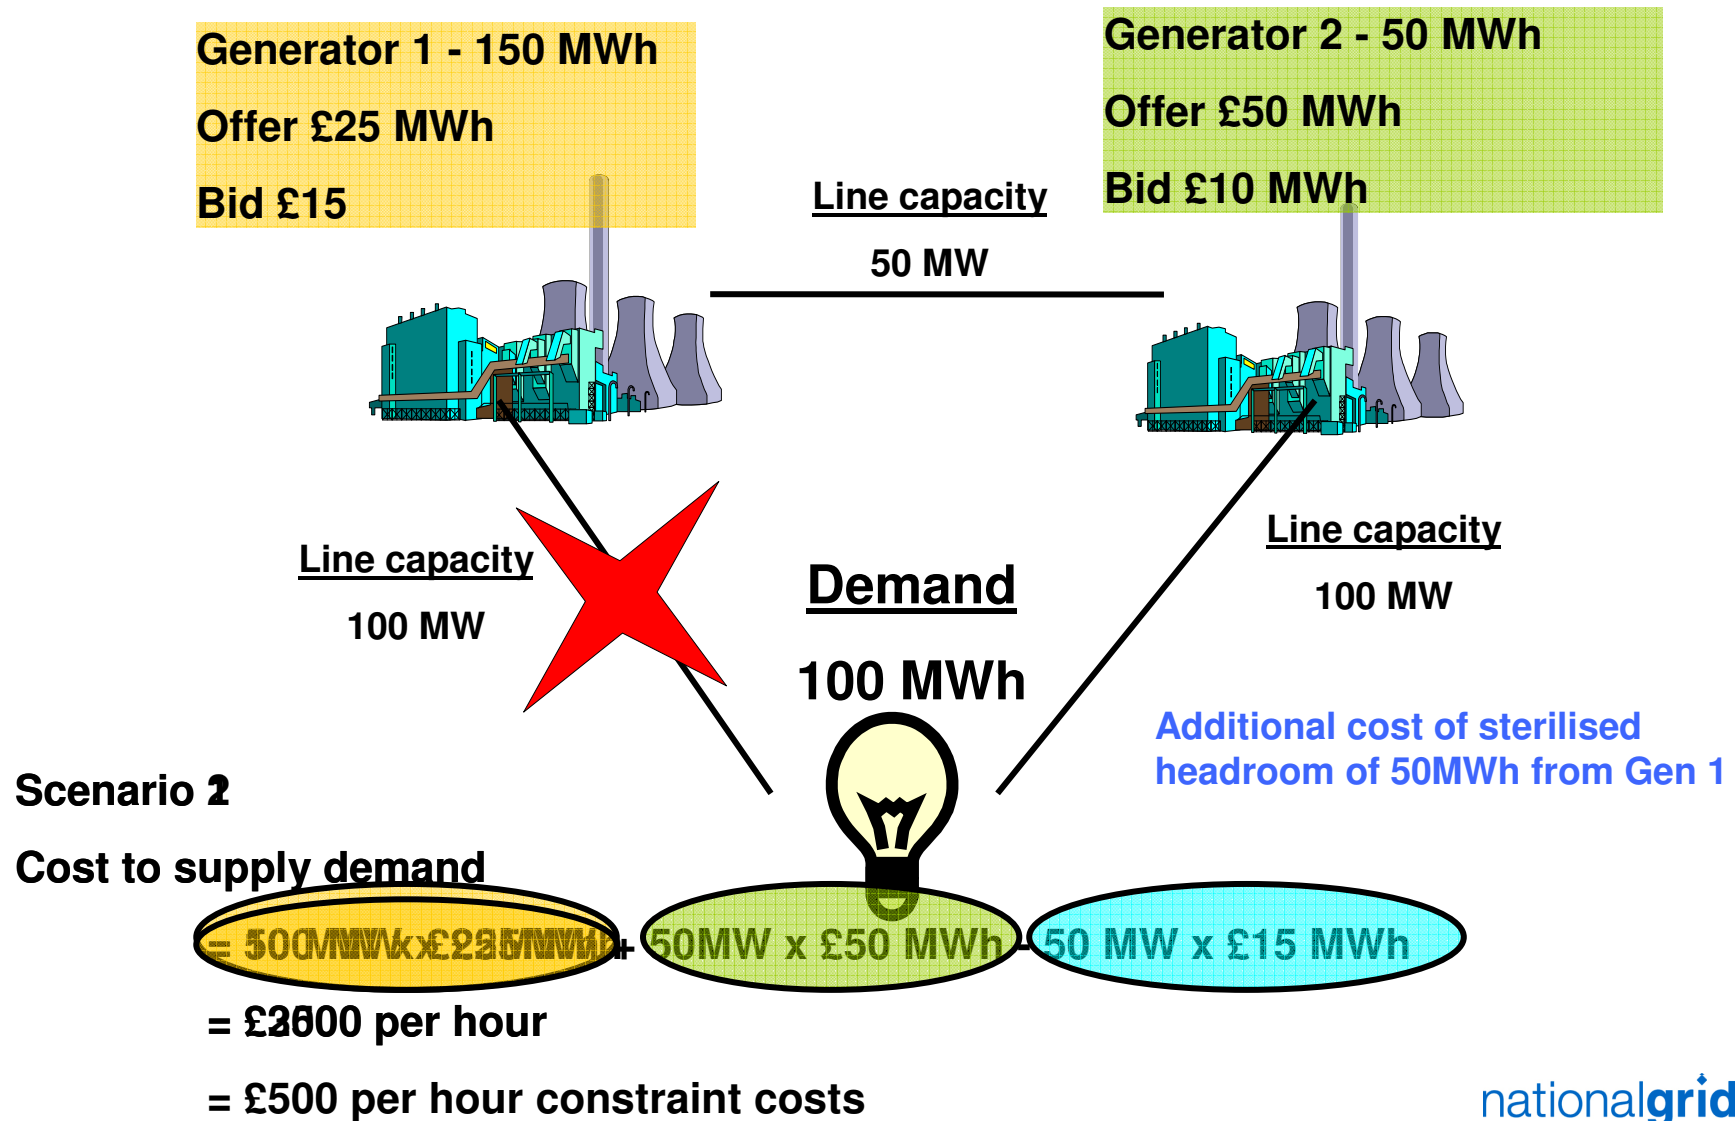 Generator 1 - 150 MWh
Offer £25 MWh
Bid £15
Generator 2 - 50 MWh
Offer £50 MWh
Bid £10 MWh
Line capacity
50 MW
Line capacity
100 MW
Demand
100 MWh
Line capacity
100 MW
Additional cost of sterilised
headroom of 50MWh from Gen 1
Scenario
Cost to supply demand
+ 50MW x £50 MWh - 50 MW x £15 MWh
per hour
= £500 per hour constraint costs
nationalgrid